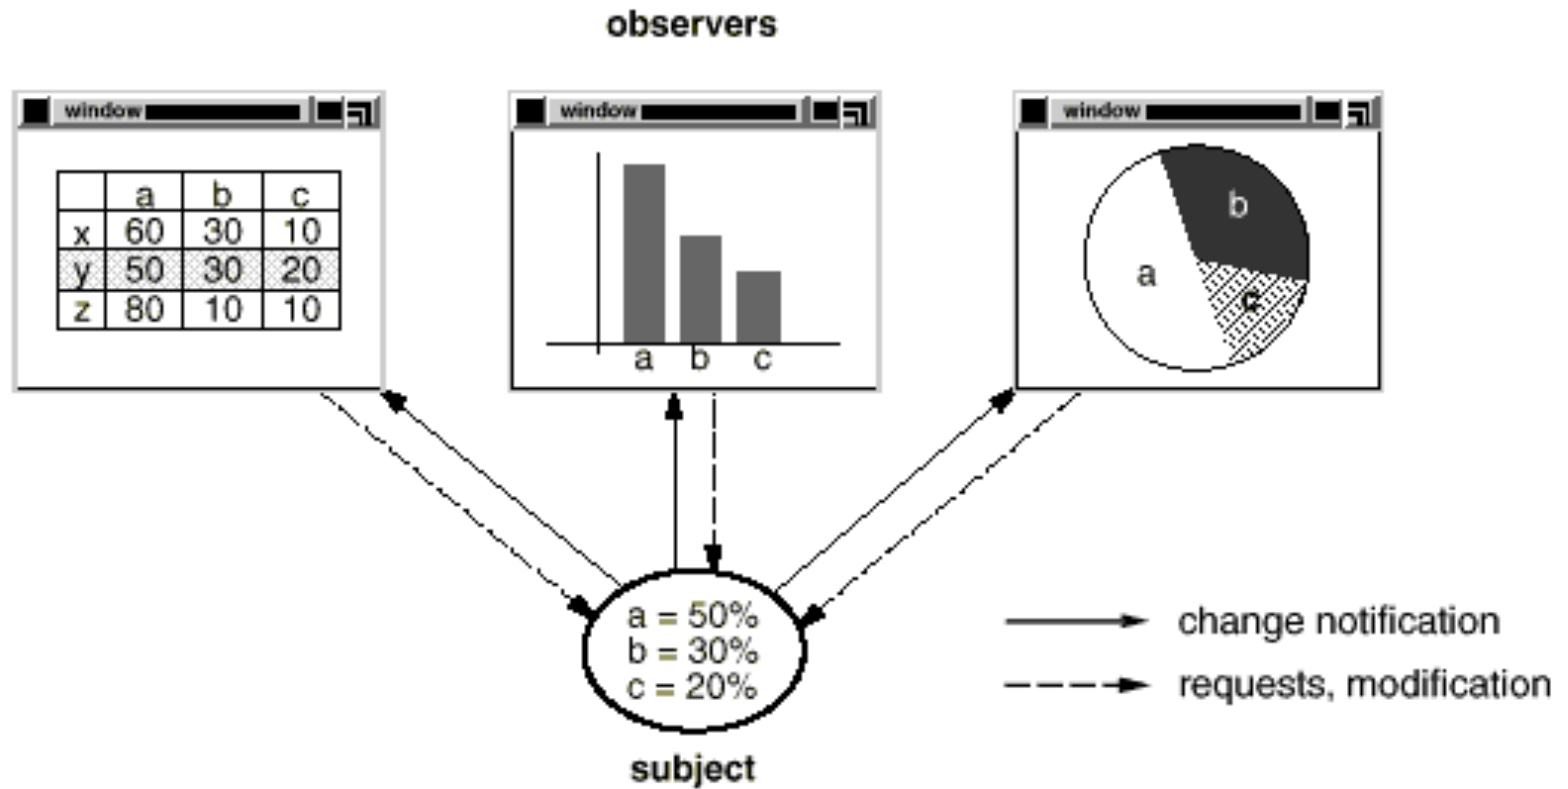 observers
window
a b c
x 60 30 10
y 50 30 20
z 80 10 10
window
a b c
window
a
b
c
a = 50%
b = 30%
c = 20%
subject
change notification
requests, modification